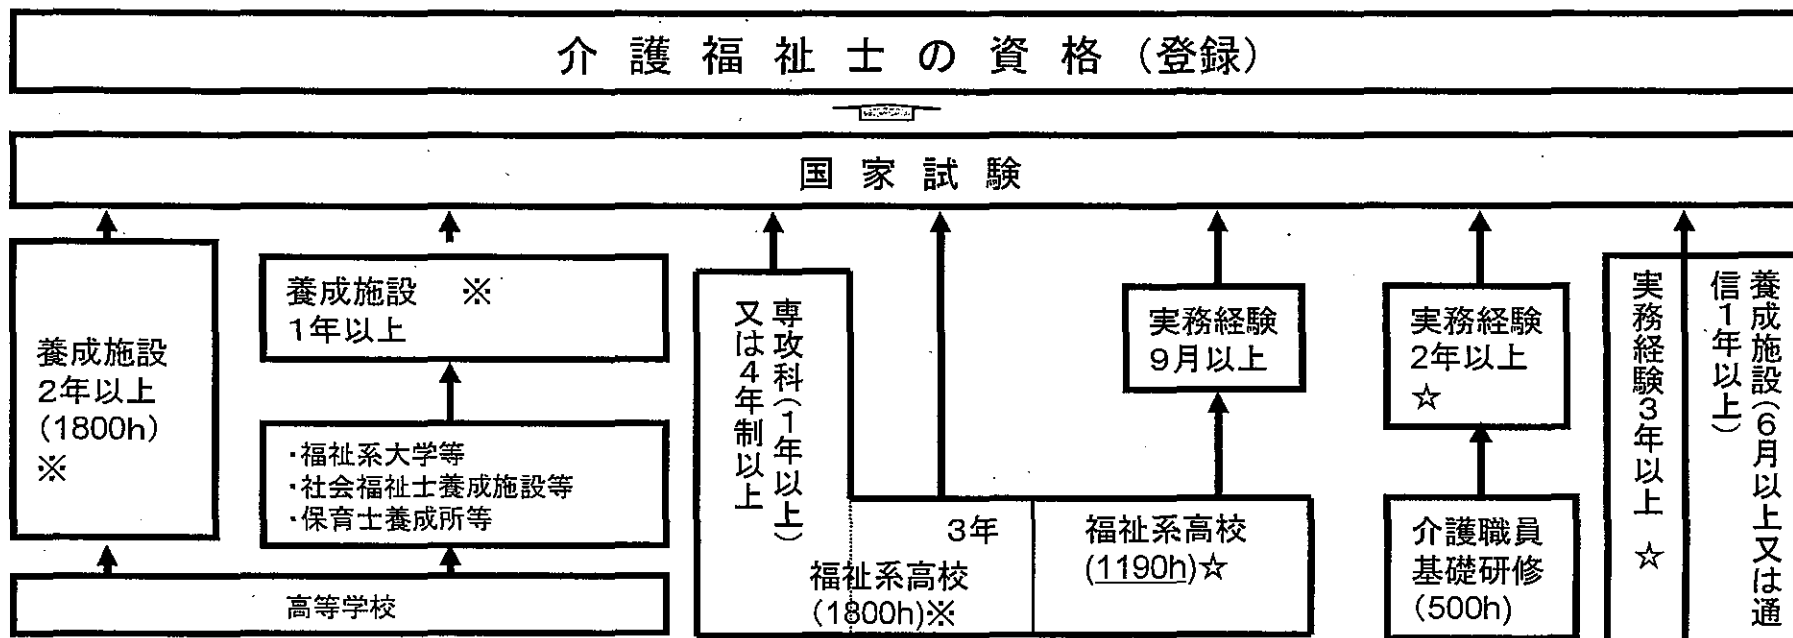 介護福祉士の資格(登録)
国家試験
養成施設
2年以上
(1800h)
※
養成施設 ※
1年以上
・福祉系大学等
・社会福祉士養成施設等
・保育士養成所等
高等学校
専攻科(1年以上)
又は4年制以上
3年
福祉系高校
(1800h)※
実務経験
9月以上
福祉系高校
(1190h)☆
実務経験
2年以上
☆
介護職員
基礎研修
(500h)
実務経験3年以上 ☆
養成施設(6月以上又は通
信1年以上)